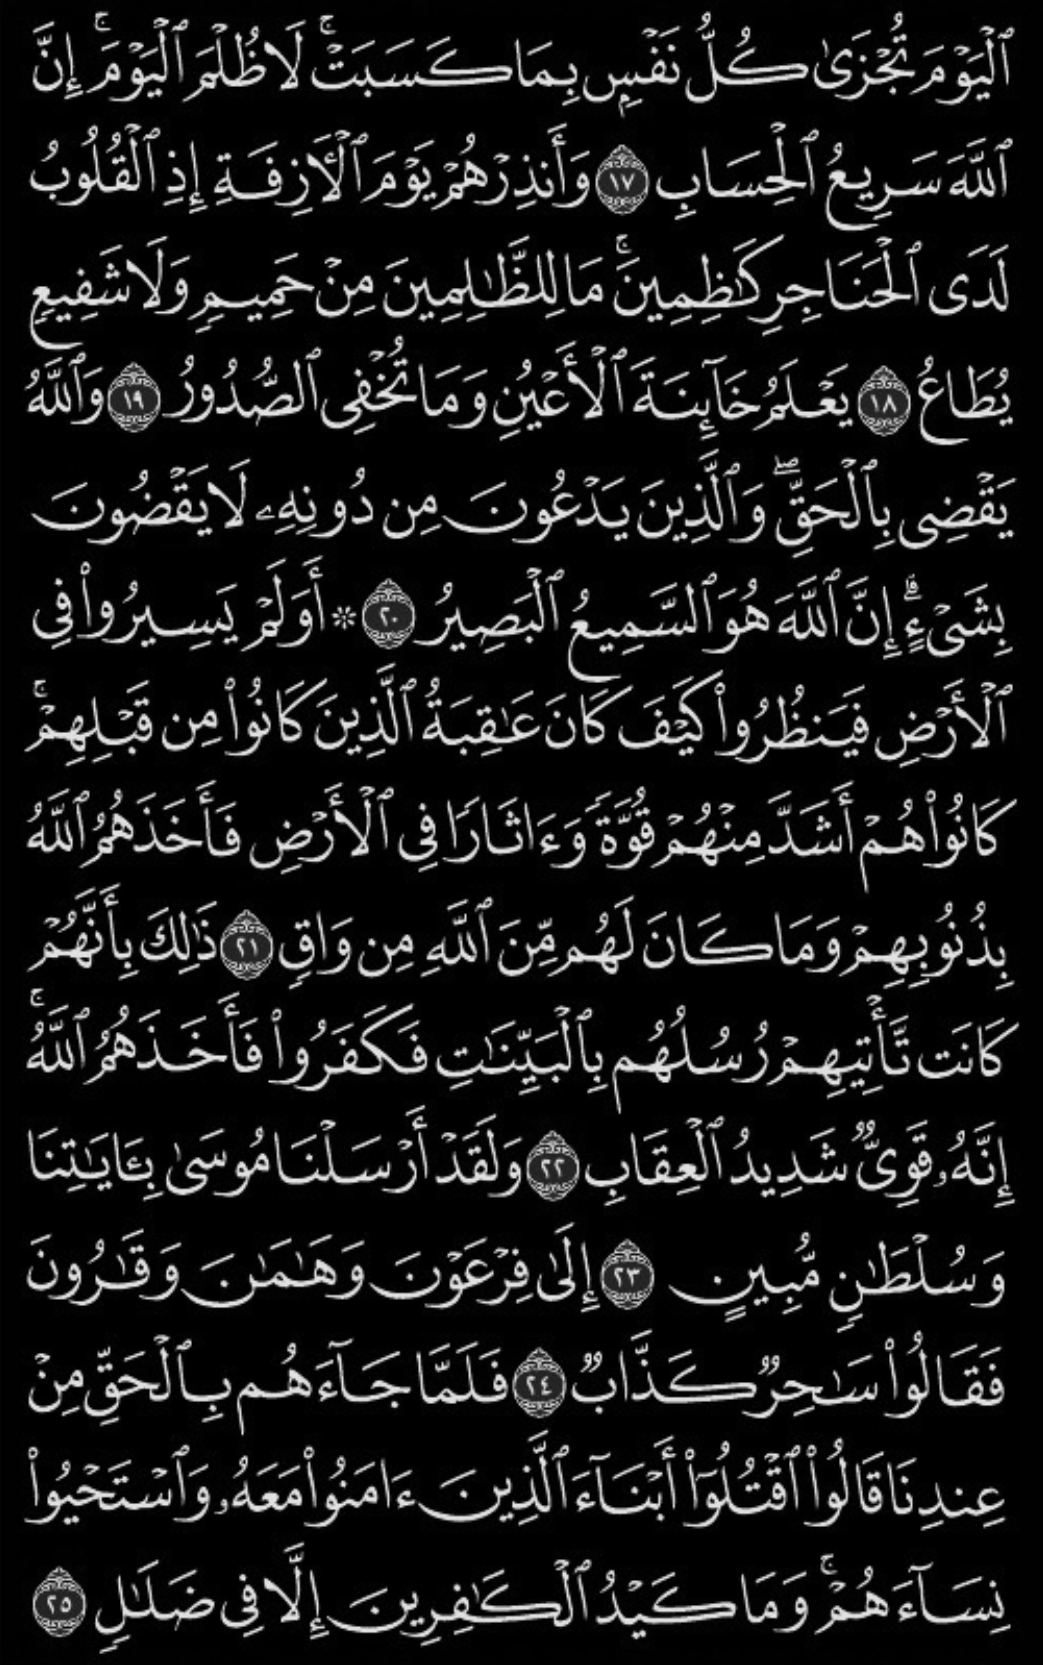 ٱلْيَوْمَ تُجْزَىٰ كُلُّ نَفْسٍۭ بِمَا كَسَبَتْ ۚ لَا ظُلْمَ ٱلْيَوْمَ ۚ إِنَّ
ٱللَّهَ سَرِيعُ ٱلْحِسَابِ ١٧ وَأَنذِرْهُمْ يَوْمَ ٱلْـَٔازِفَةِ إِذِ ٱلْقُلُوبُ
لَدَى ٱلْحَنَاجِرِ كَـٰظِمِينَ ۚ مَا لِلظَّـٰلِمِينَ مِنْ حَمِيمٍ وَلَا شَفِيعٍ
يُطَاعُ ١٨ يَعْلَمُ خَآئِنَةَ ٱلْأَعْيُنِ وَمَا تُخْفِى ٱلصُّدُورُ ١٩ وَٱللَّهُ
يَقْضِى بِٱلْحَقِّ ۖ وَٱلَّذِينَ يَدْعُونَ مِن دُونِهِۦ لَا يَقْضُونَ
بِشَىْءٍ ۗ إِنَّ ٱللَّهَ هُوَ ٱلسَّمِيعُ ٱلْبَصِيرُ ٢٠ ۞ أَوَلَمْ يَسِيرُوا۟ فِى
ٱلْأَرْضِ فَيَنظُرُوا۟ كَيْفَ كَانَ عَـٰقِبَةُ ٱلَّذِينَ كَانُوا۟ مِن قَبْلِهِمْ ۚ
كَانُوا۟ هُمْ أَشَدَّ مِنْهُمْ قُوَّةً وَءَاثَارًا فِى ٱلْأَرْضِ فَأَخَذَهُمُ ٱللَّهُ
بِذُنُوبِهِمْ وَمَا كَانَ لَهُم مِّنَ ٱللَّهِ مِن وَاقٍ ٢١ ذَٰلِكَ بِأَنَّهُمْ
كَانَت تَّأْتِيهِمْ رُسُلُهُم بِٱلْبَيِّنَـٰتِ فَكَفَرُوا۟ فَأَخَذَهُمُ ٱللَّهُ ۚ
إِنَّهُۥ قَوِىٌّ شَدِيدُ ٱلْعِقَابِ ٢٢ وَلَقَدْ أَرْسَلْنَا مُوسَىٰ بِـَٔايَـٰتِنَا
وَسُلْطَـٰنٍ مُّبِينٍ ٢٣ إِلَىٰ فِرْعَوْنَ وَهَـٰمَـٰنَ وَقَـٰرُونَ
فَقَالُوا۟ سَـٰحِرٌ كَذَّابٌ ٢٤ فَلَمَّا جَآءَهُم بِٱلْحَقِّ مِنْ
عِندِنَا قَالُوا۟ ٱقْتُلُوٓا۟ أَبْنَآءَ ٱلَّذِينَ ءَامَنُوا۟ مَعَهُۥ وَٱسْتَحْيُوا۟
نِسَآءَهُمْ ۚ وَمَا كَيْدُ ٱلْكَـٰفِرِينَ إِلَّا فِى ضَلَـٰلٍ ٢٥